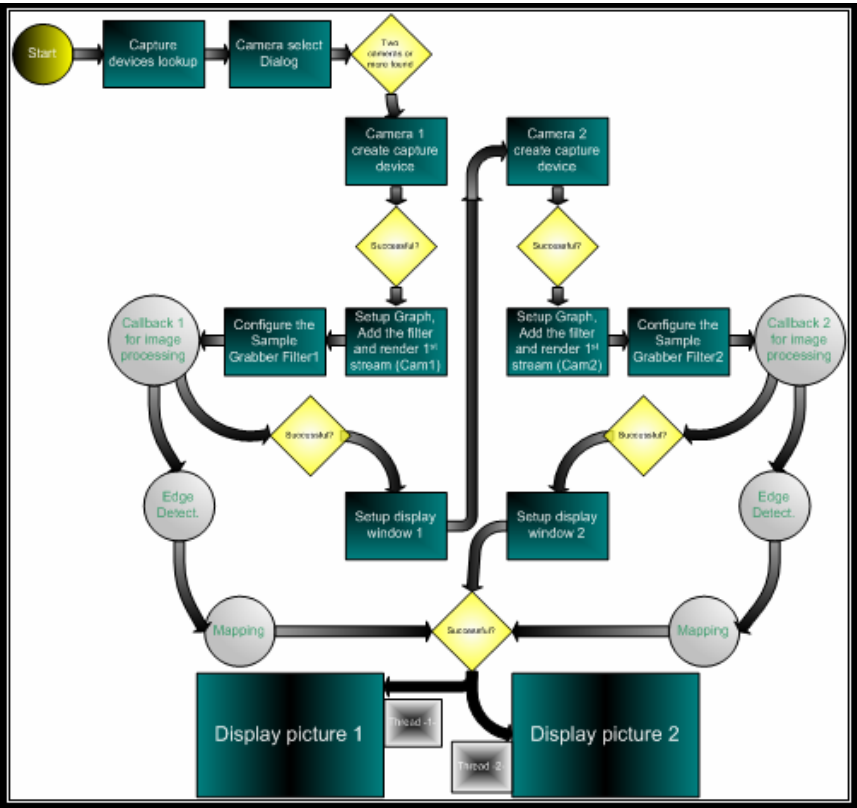 Start
Capture
devices lookup
Camera select
Dialog
Two
cameras or
more found
Camera 1
create capture
device
Camera 2
create capture
device
Successful?
Successful?
Callback 1
for image
processing
Configure the
Sample
Grabber Filter1
Setup Graph,
Add the filter
and render 1st
stream (Cam1)
Setup Graph,
Add the filter
and render 1st
stream (Cam2)
Configure the
Sample
Grabber Filter2
Callback 2
for image
processing
Successful?
Successful?
Edge
Detect.
Setup display
window 1
Setup display
window 2
Edge
Detect.
Mapping
Successful?
Mapping
Display picture 1
Thread -1-
Display picture 2
Thread -2-